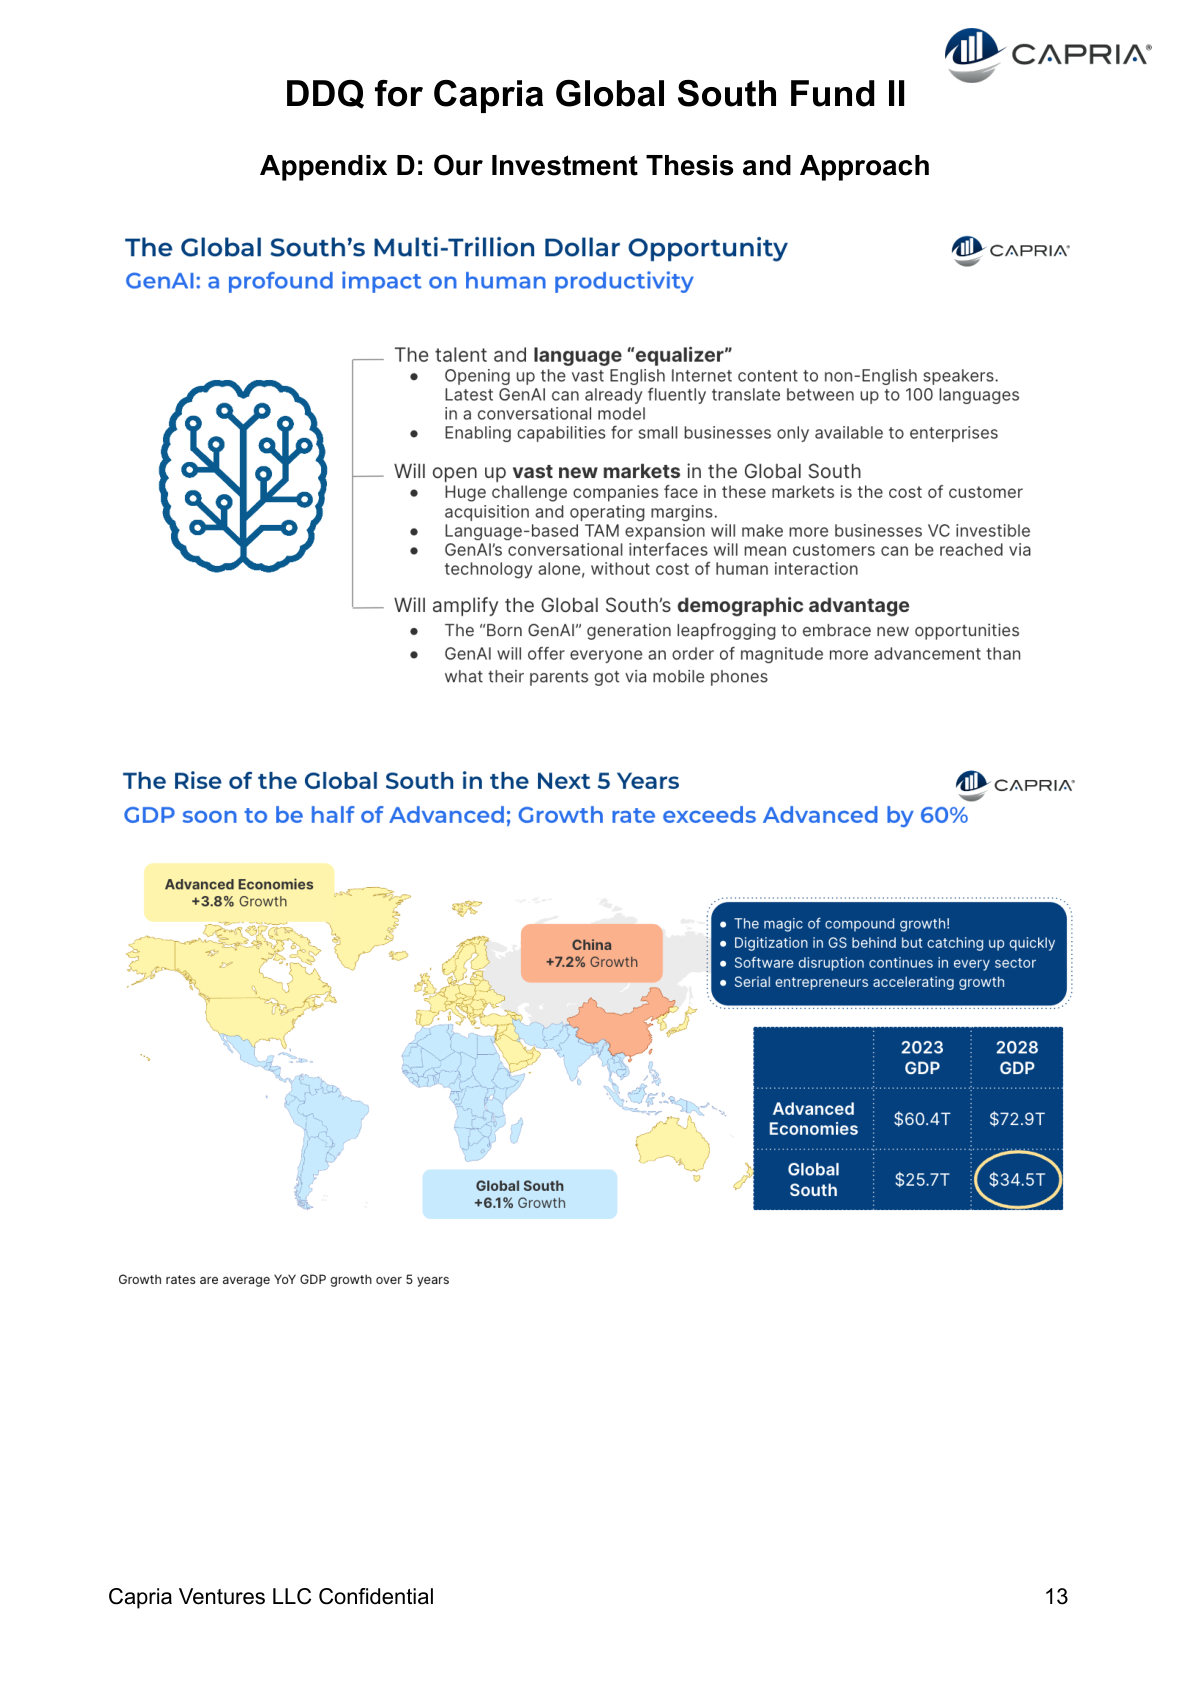 CAPRIA®
DDQ for Capria Global South Fund II
Appendix D: Our Investment Thesis and Approach
The Global South's Multi-Trillion Dollar Opportunity
CAPRIA®
GenAI: a profound impact on human productivity
The talent and language “equalizer”
● Opening up the vast English Internet content to non-English speakers.
Latest GenAI can already fluently translate between up to 100 languages
in a conversational model
● Enabling capabilities for small businesses only available to enterprises
Will open up vast new markets in the Global South
● Huge challenge companies face in these markets is the cost of customer
acquisition and operating margins.
● Language-based TAM expansion will make more businesses VC investible
● GenAI’s conversational interfaces will mean customers can be reached via
technology alone, without cost of human interaction
Will amplify the Global South’s demographic advantage
● The “Born GenAI” generation leapfrogging to embrace new opportunities
● GenAI will offer everyone an order of magnitude more advancement than
what their parents got via mobile phones
The Rise of the Global South in the Next 5 Years
CAPRIA®
GDP soon to be half of Advanced; Growth rate exceeds Advanced by 60%
Advanced Economies
+3.8% Growth
China
+7.2% Growth
● The magic of compound growth!
● Digitization in GS behind but catching up quickly
● Software disruption continues in every sector
● Serial entrepreneurs accelerating growth
2023 GDP
2028 GDP
Advanced Economies
$60.4T
$72.9T
Global South
$25.7T
$34.5T
Global South
+6.1% Growth
Growth rates are average YoY GDP growth over 5 years
Capria Ventures LLC Confidential
13